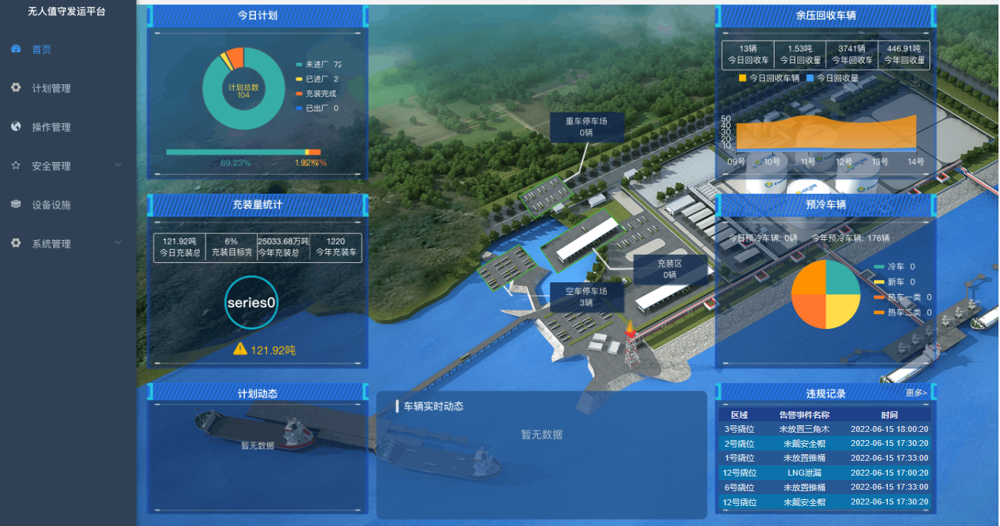 无人值守发运平台
首页
计划管理
操作管理
安全管理
设备设施
系统管理
今日计划
计划总数
104
未进厂 72
已进厂 2
充装完成
已出厂 0
69.23%
1.92%
充装量统计
121.92吨
今日充装总
6%
充装目标完
25033.68万吨
今年充装总
1220
今年充装车
series0
121.92吨
计划动态
暂无数据
重车停车场
0辆
充装区
0辆
空车停车场
3辆
车辆实时动态
暂无数据
余压回收车辆
13辆
今日回收车
1.53吨
今日回收量
3741辆
今年回收车
446.91吨
今年回收量
今日回收车辆 今日回收量
50
40
30
20
10
09号 10号 11号 12号 13号 14号
预冷车辆
今日预冷车辆: 0辆 今年预冷车辆: 176辆
冷车 0
新车 0
热车一类 0
热车二类 0
违规记录
更多>
区域 告警事件名称 时间
3号撬位 未放置三角木 2022-06-15 18:00:20
2号撬位 未戴安全帽 2022-06-15 17:30:20
1号撬位 未放置锥桶 2022-06-15 17:33:00
12号撬位 LNG泄漏 2022-06-15 17:00:20
6号撬位 未放置锥桶 2022-06-15 17:33:00
12号撬位 未戴安全帽 2022-06-15 17:30:20